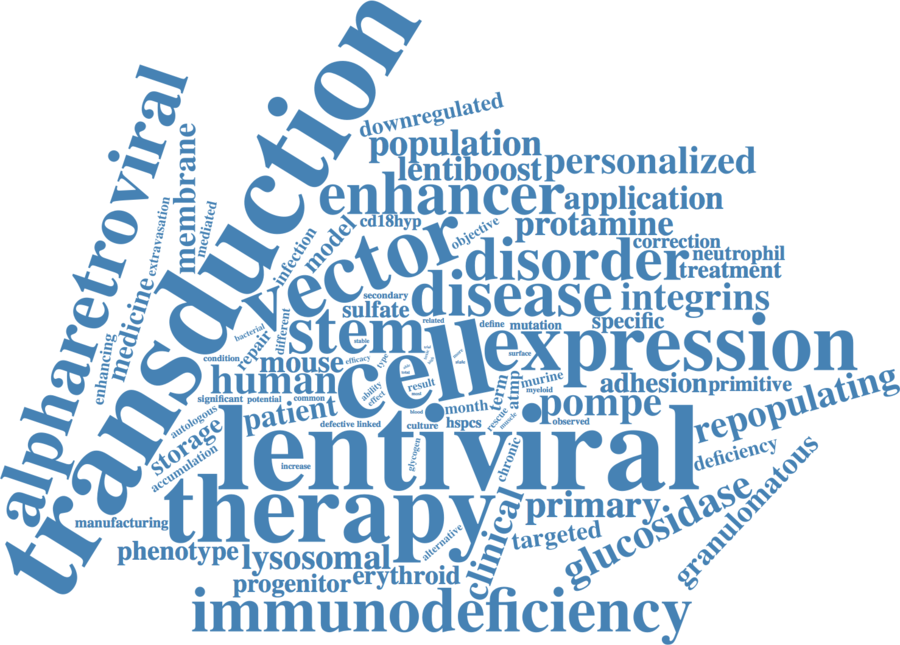 transduction
alpharetroviral
membrane
extravasation
mediated
medicine
enhancing
downregulated
population
lentiboost
personalized
enhancer
application
cd18hyp
protamine
objective
infection
model
vector
disorder
correction
neutrophil
treatment
disease
integrins
secondary
sulfate
related
define
mutation
specific
bacterial
different
repair
stem
stable
cell
expression
surface
condition
mouse
efficacy
type
human
ability
effect
result
term
atmp
murine
myeloid
adhesion
primitive
significant
potential
common
autologous
patient
blood
month
rescue
muscle
pompe
observed
repopulating
storage
accumulation
defective
linked
culture
hspcs
lentiviral
increase
glycogen
chronic
deficiency
granulomatous
therapy
clinical
primary
glucosidase
targeted
alternative
manufacturing
phenotype
lysosomal
progenitor
erythroid
immunodeficiency